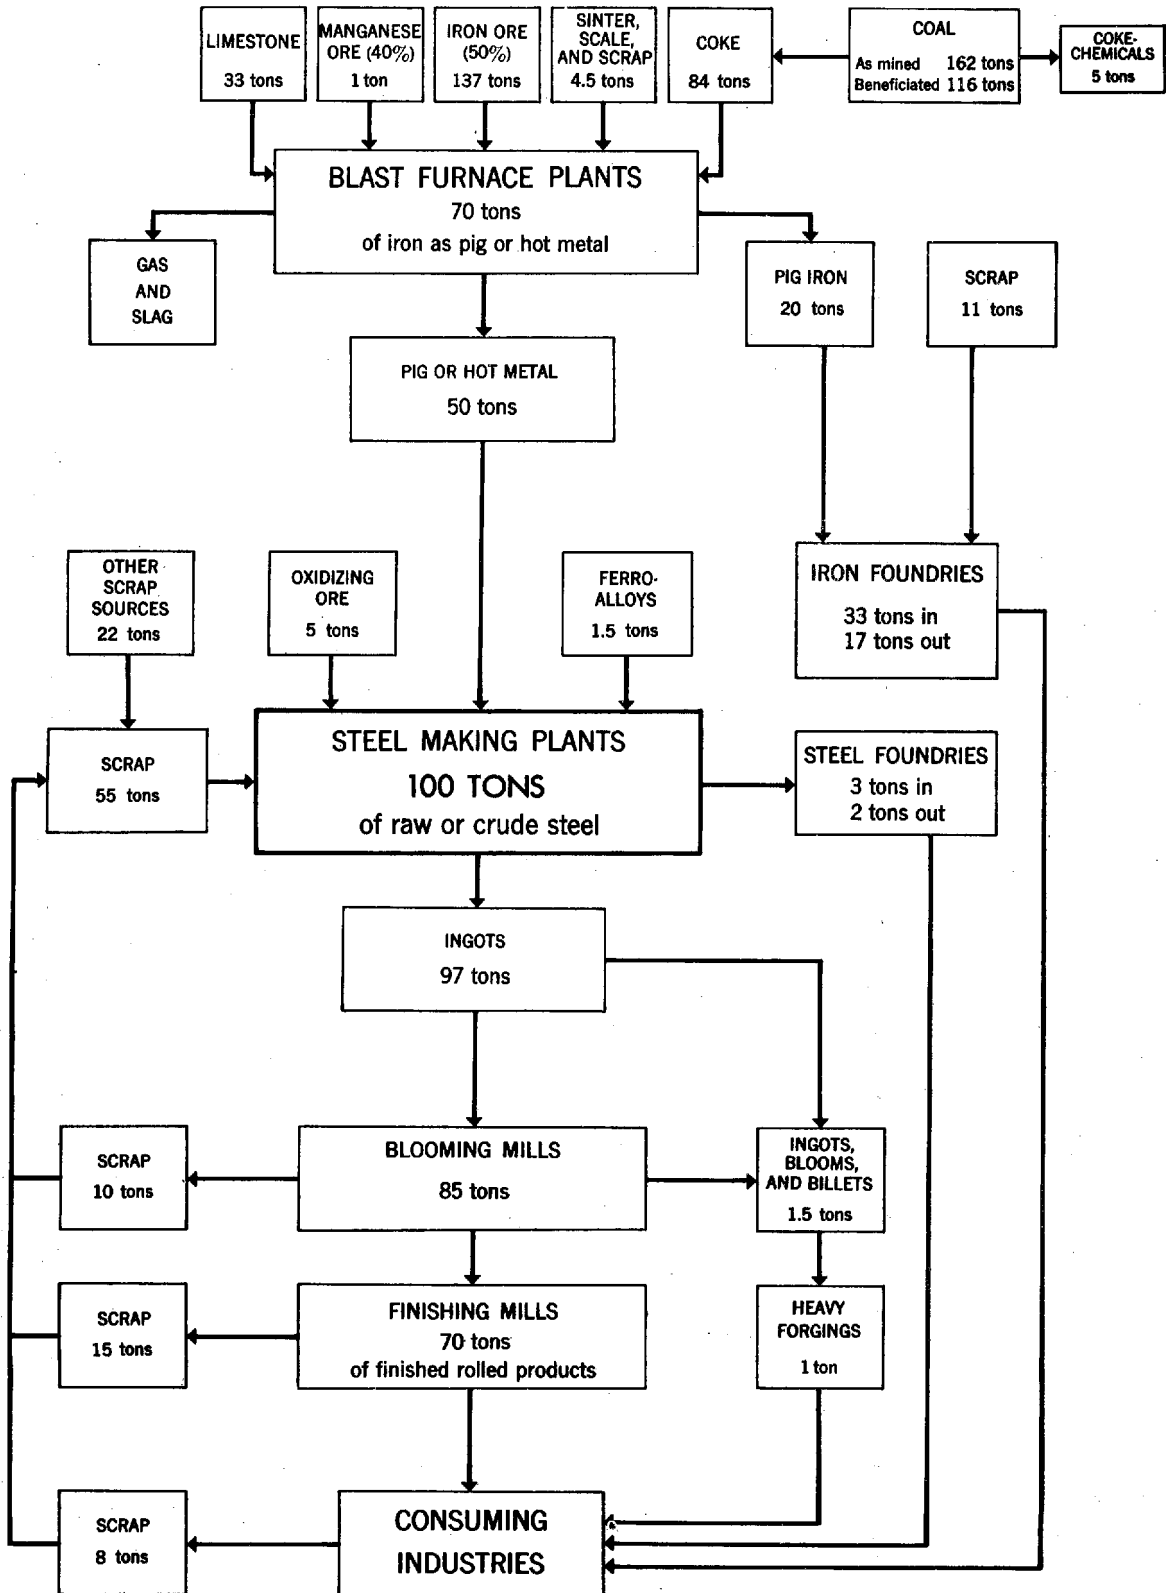 LIMESTONE
33 tons
MANGANESE
ORE (40%)
1 ton
IRON ORE
(50%)
137 tons
SINTER,
SCALE,
AND SCRAP
4.5 tons
COKE
84 tons
COAL
As mined 162 tons
Beneficiated 116 tons
COKE-
CHEMICALS
5 tons
BLAST FURNACE PLANTS
70 tons
of iron as pig or hot metal
GAS
AND
SLAG
PIG IRON
20 tons
SCRAP
11 tons
PIG OR HOT METAL
50 tons
OTHER
SCRAP
SOURCES
22 tons
OXIDIZING
ORE
5 tons
FERRO-
ALLOYS
1.5 tons
IRON FOUNDRIES
33 tons in
17 tons out
SCRAP
55 tons
STEEL MAKING PLANTS
100 TONS
of raw or crude steel
STEEL FOUNDRIES
3 tons in
2 tons out
INGOTS
97 tons
SCRAP
10 tons
BLOOMING MILLS
85 tons
INGOTS,
BLOOMS,
AND BILLETS
1.5 tons
SCRAP
15 tons
FINISHING MILLS
70 tons
of finished rolled products
HEAVY
FORGINGS
1 ton
SCRAP
8 tons
CONSUMING
INDUSTRIES